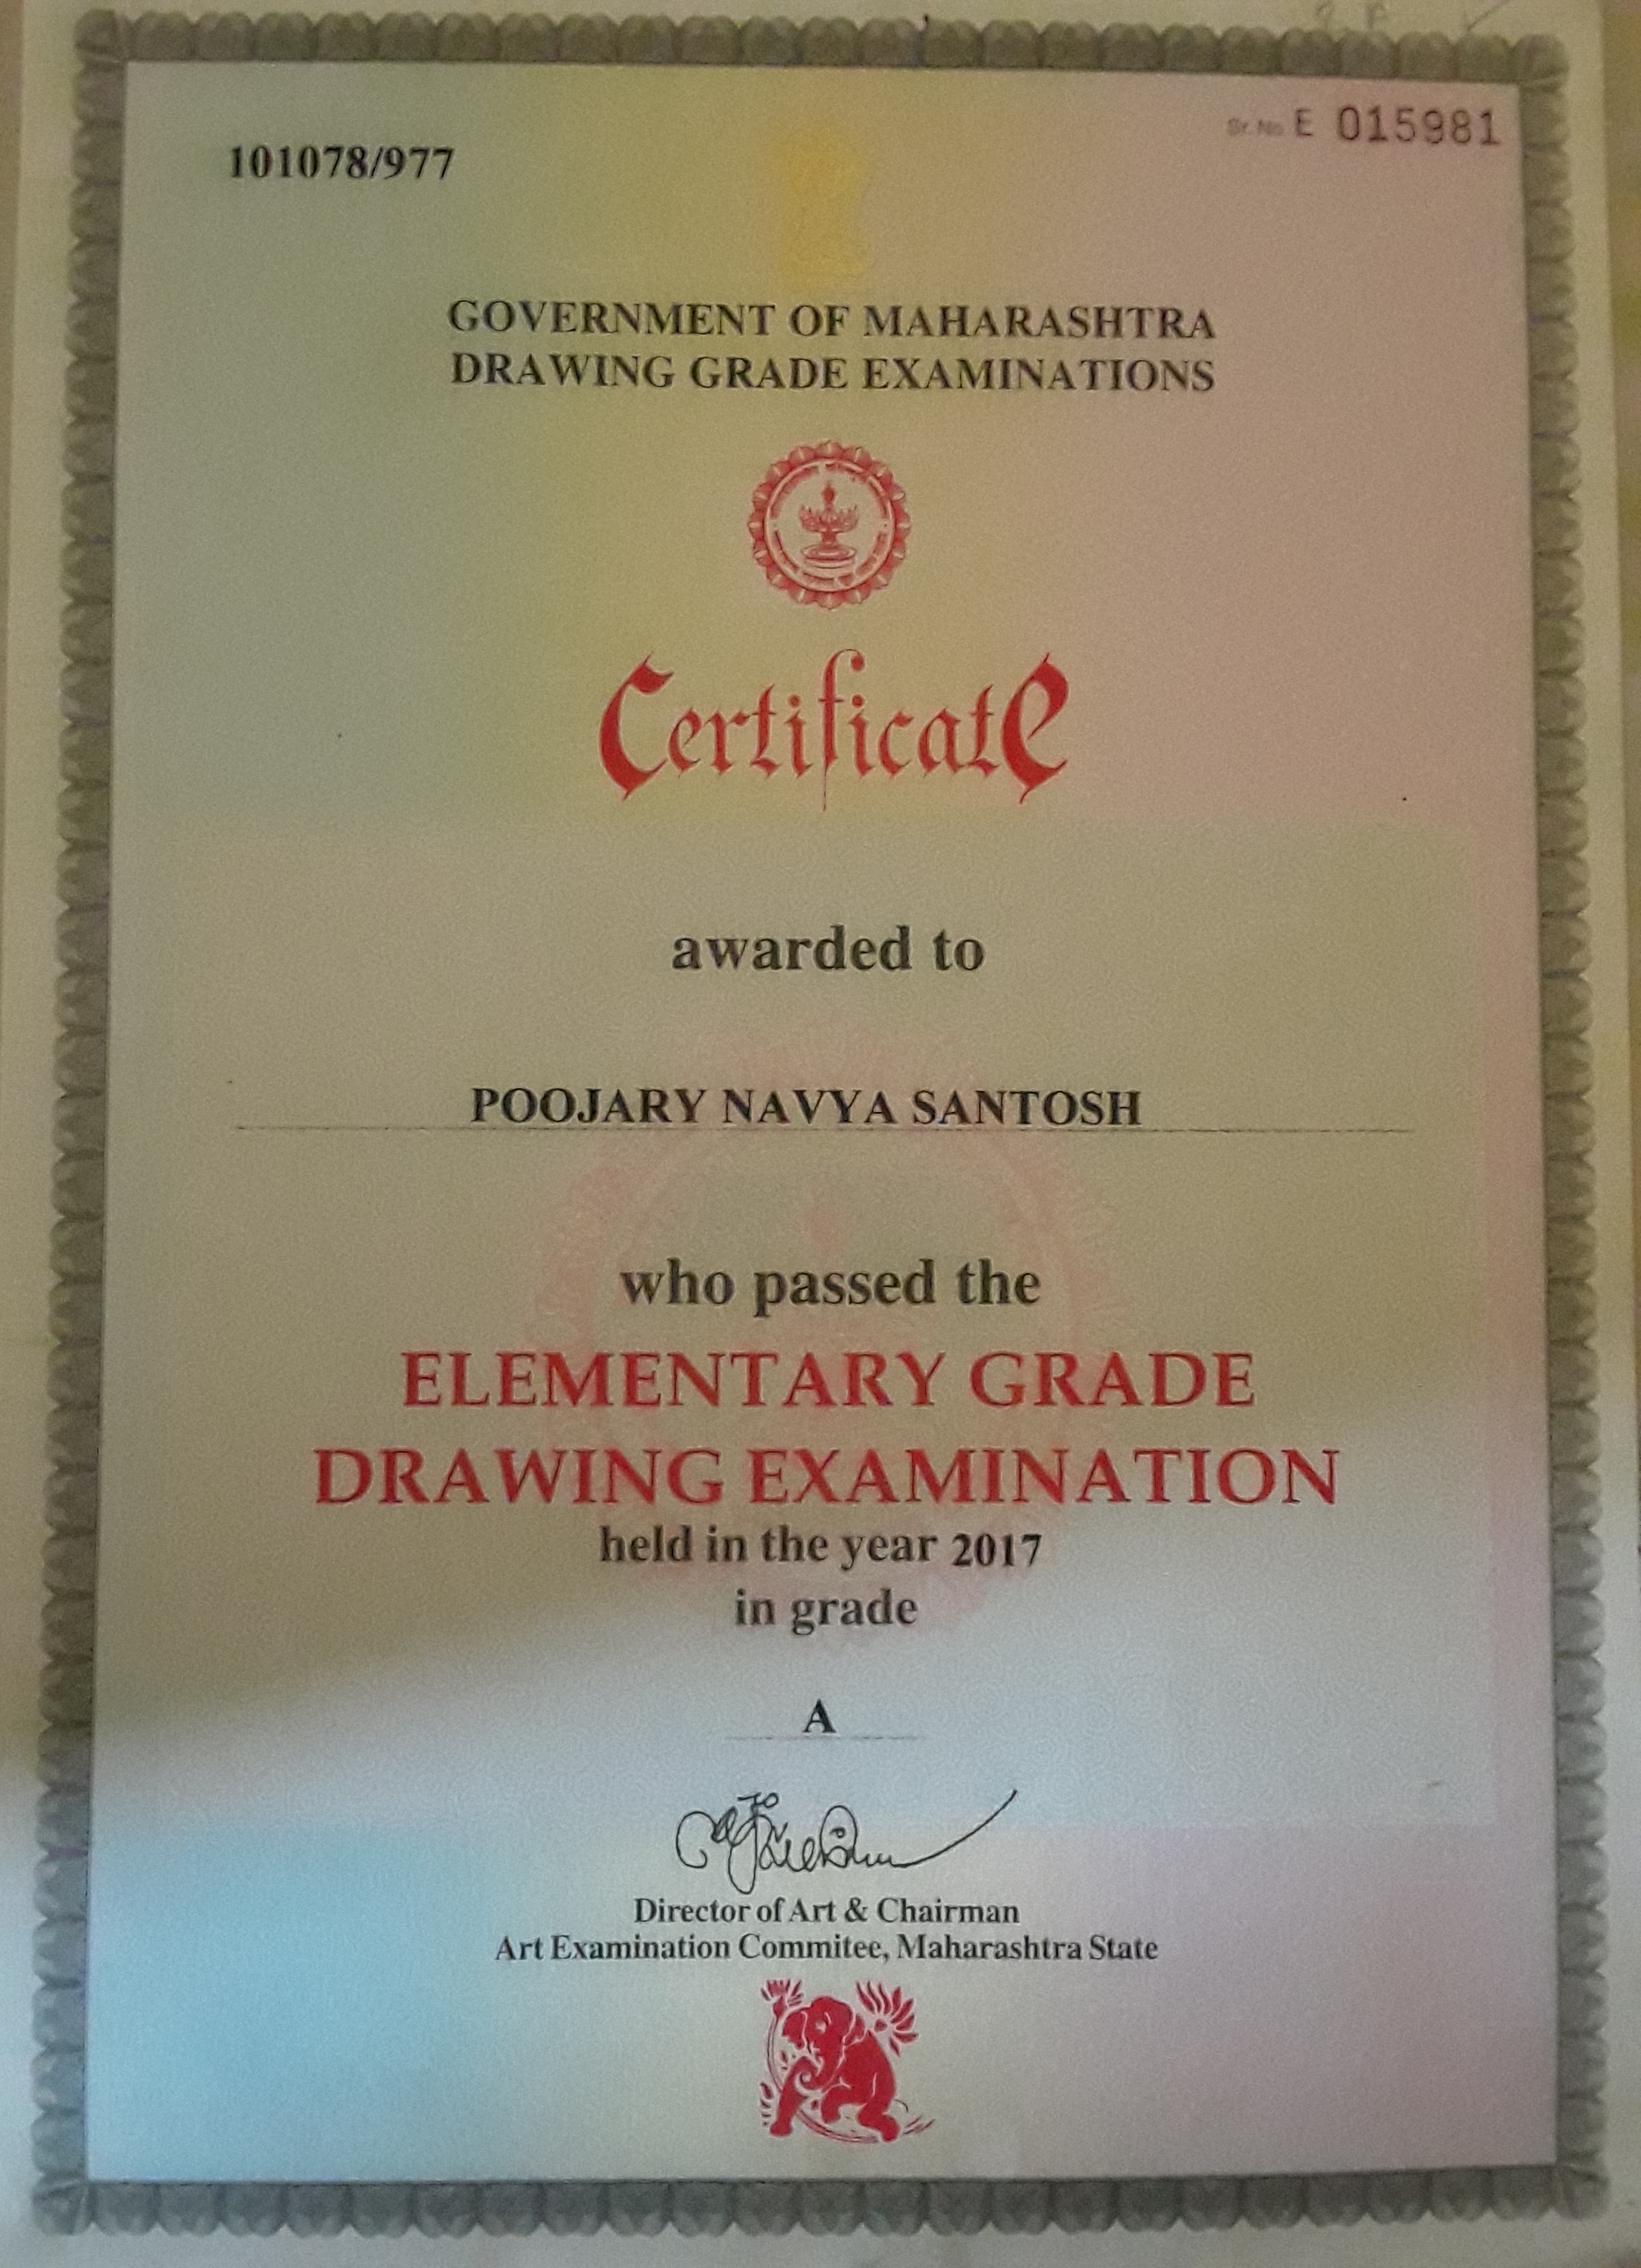 Sr. No. E 015981
101078/977
GOVERNMENT OF MAHARASHTRA
DRAWING GRADE EXAMINATIONS
Certificate
awarded to
POOJARY NAVYA SANTOSH
who passed the
ELEMENTARY GRADE
DRAWING EXAMINATION
held in the year 2017
in grade
A
Director of Art & Chairman
Art Examination Commitee, Maharashtra State